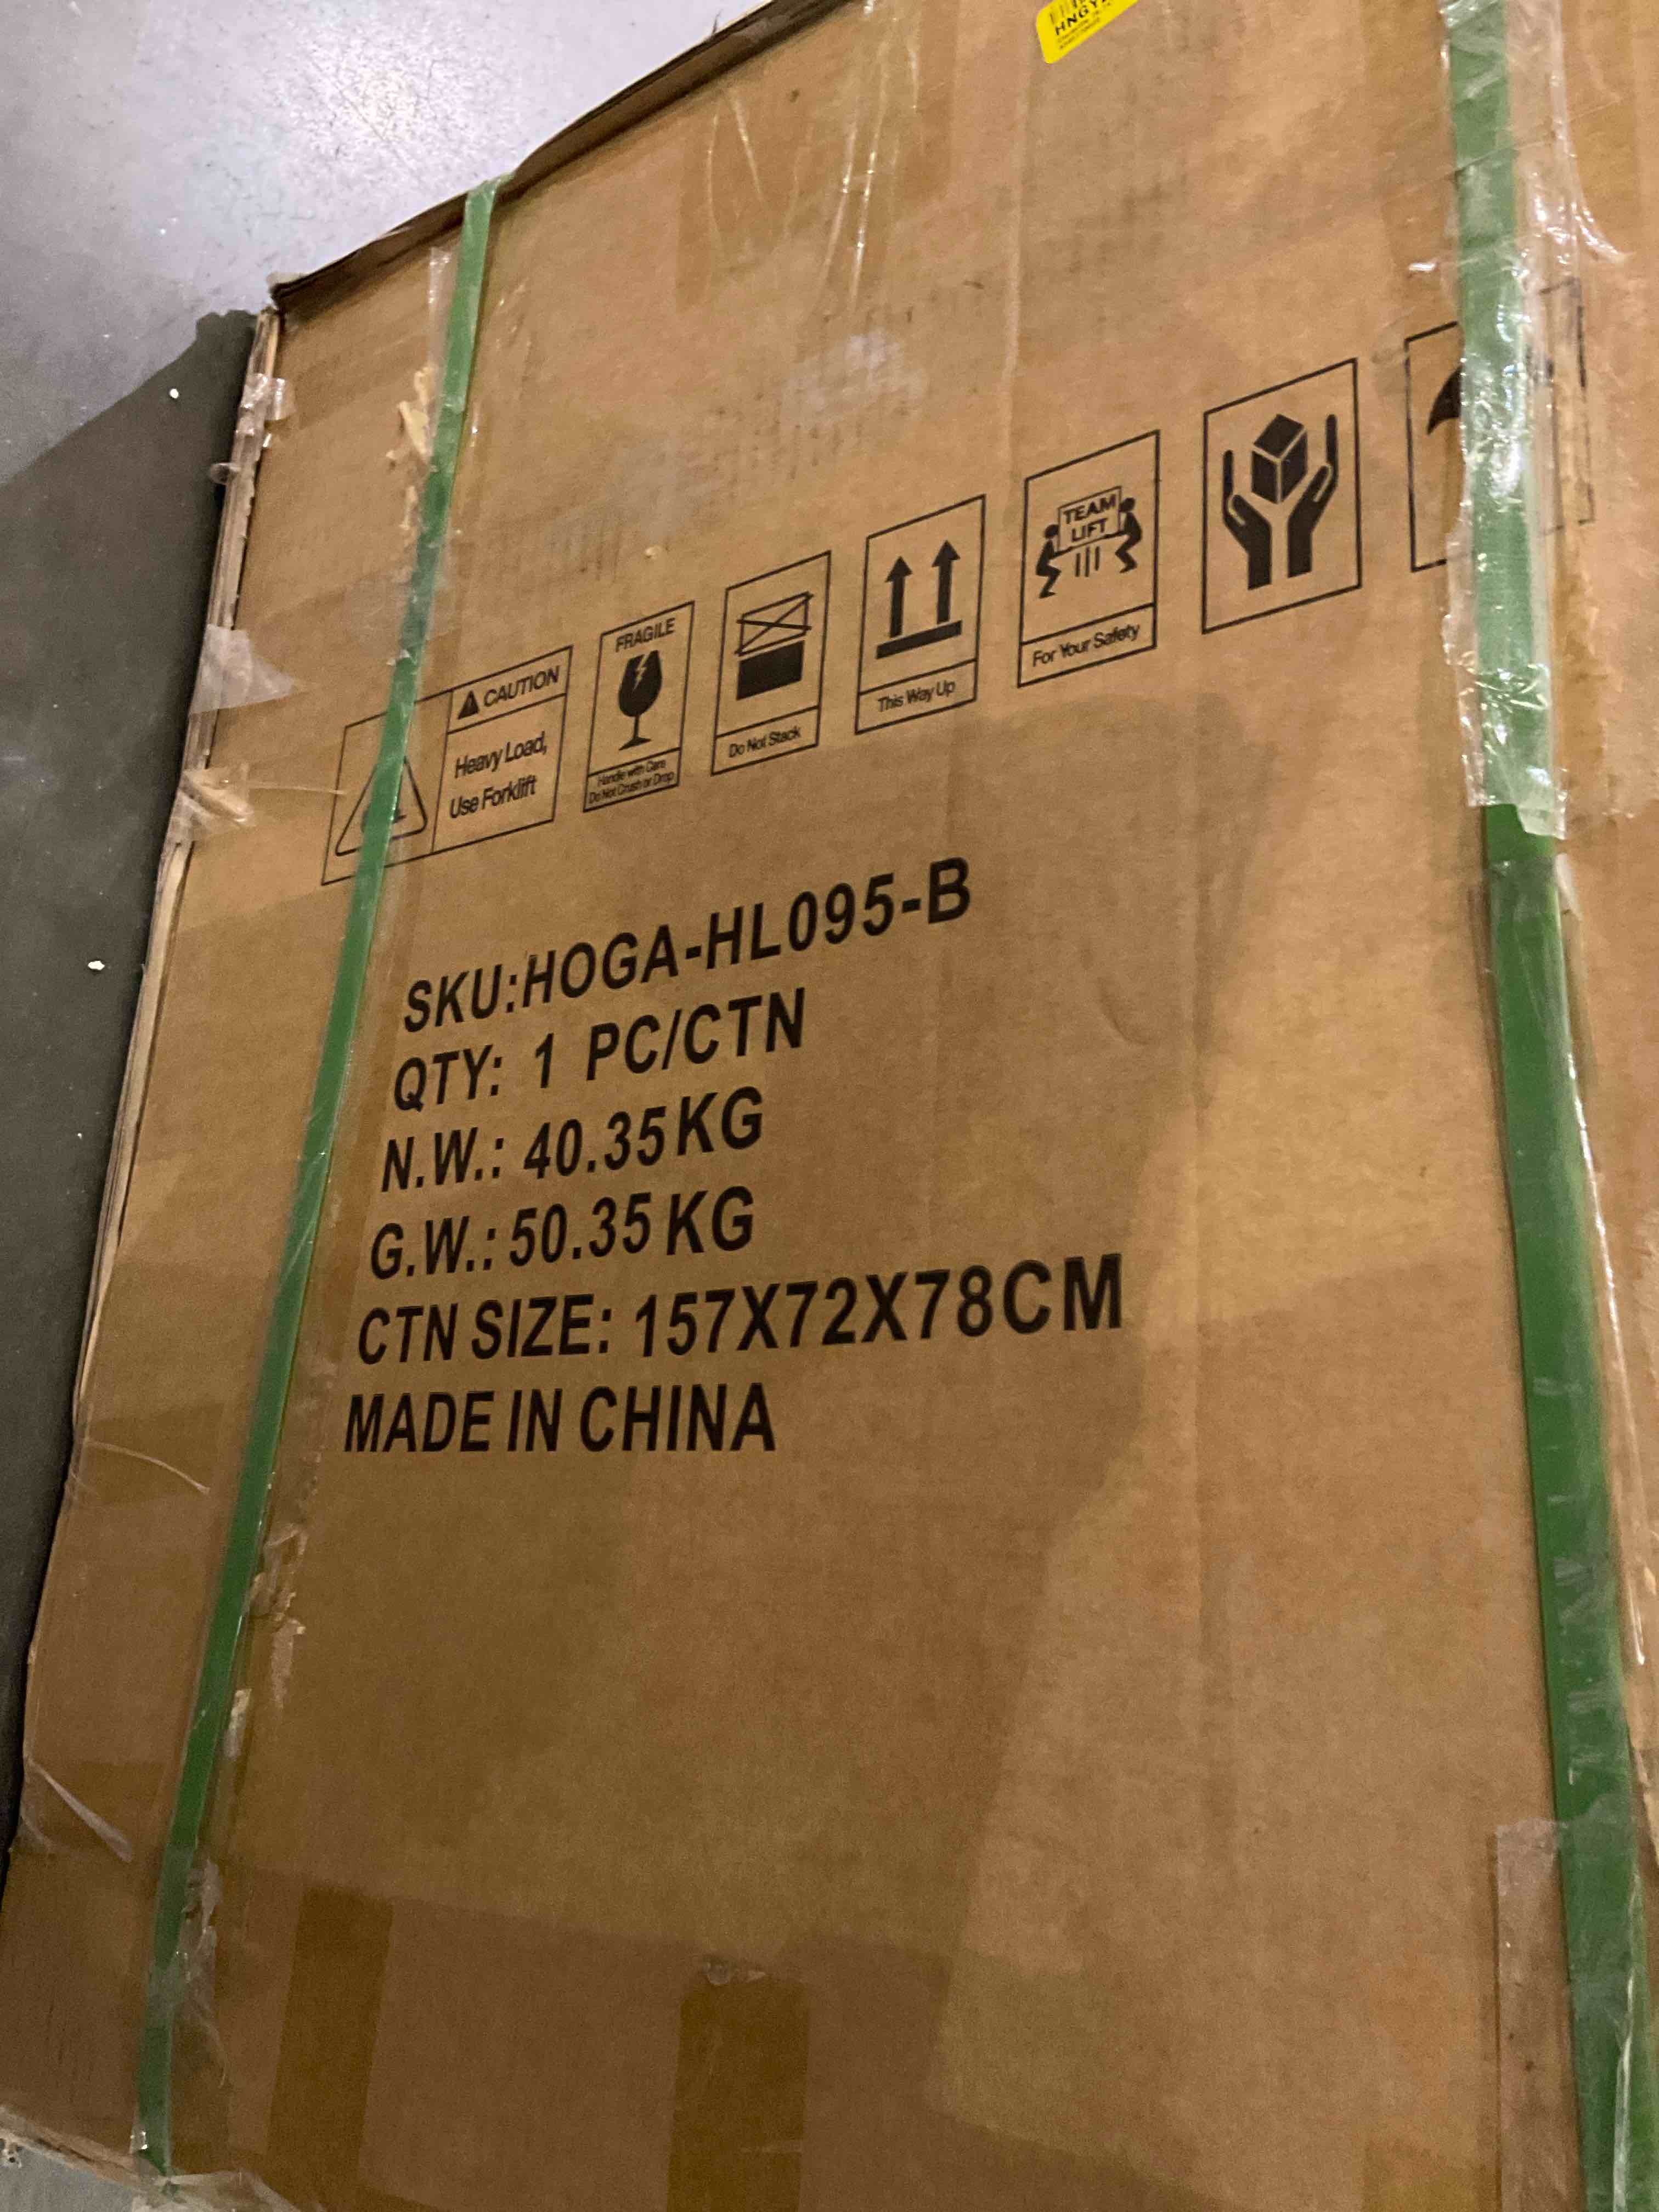 HNGY
CAUTION
Heavy Load,
Use Forklift
FRAGILE
Handle with Care
Do Not Crush or Drop
Do Not Stack
This Way Up
TEAM
LIFT
For Your Safety
SKU:HOGA-HL095-B
QTY: 1 PC/CTN
N.W.: 40.35KG
G.W.:50.35KG
CTN SIZE: 157X72X78CM
MADE IN CHINA